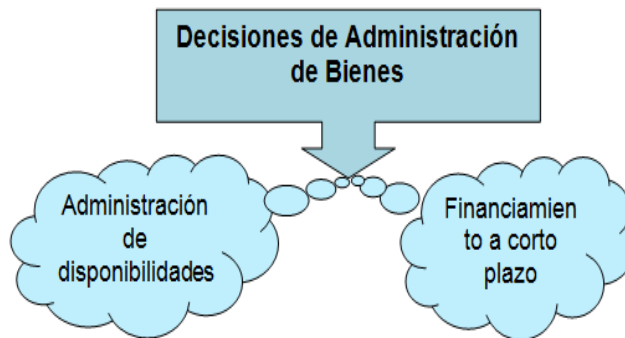 Decisiones de Administración
de Bienes
Administración
de
disponibilidades
Financiamien
to a corto
plazo